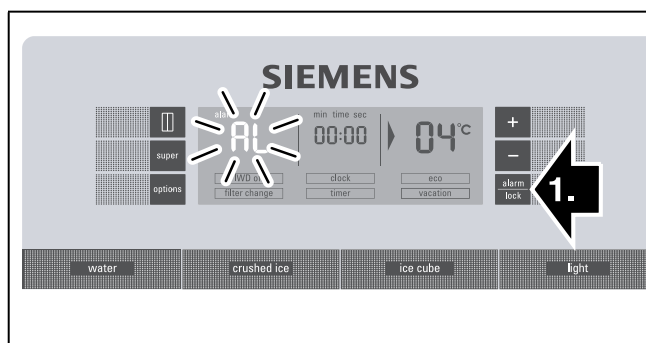 SIEMENS
alarm
AL
min time sec
00:00
04°C
+
super
−
options
alarm
lock
1.
clock
eco
filter change
timer
vacation
water
crushed ice
ice cube
light